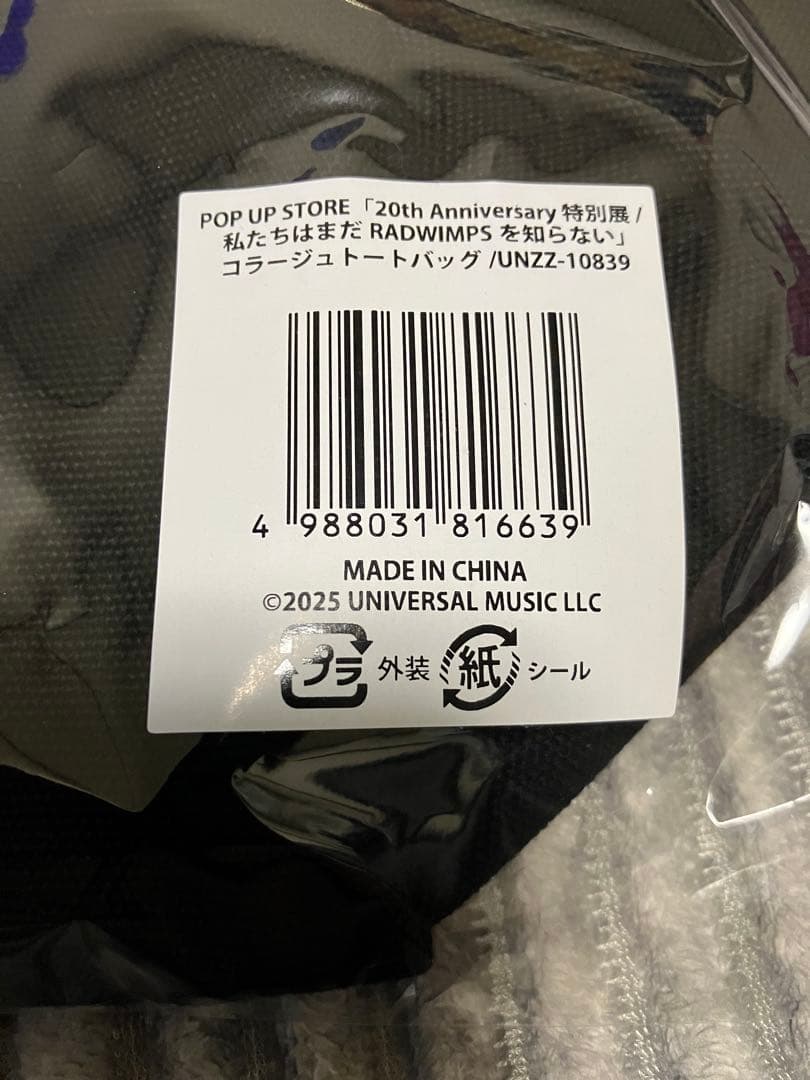 POP UP STORE「20th Anniversary 特別展 /
私たちはまだ RADWIMPS を知らない」
コラージュトートバッグ /UNZZ-10839
4 988031 816639
MADE IN CHINA
©2025 UNIVERSAL MUSIC LLC
プラ 外装 紙 シール